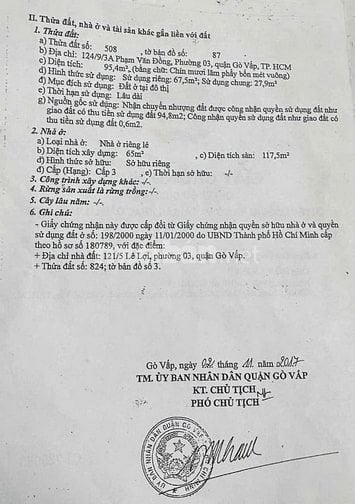 II. Thửa đất, nhà ở và tài sản khác gắn liền với đất
1. Thửa đất:
a) Thửa đất số: 508 , tờ bản đồ số: 87
b) Địa chỉ: 124/9/3A Phạm Văn Đồng, Phường 03, quận Gò Vấp, TP. HCM
c) Diện tích: 95,4m². (bằng chữ: Chín mươi lăm phẩy bốn mét vuông)
d) Hình thức sử dụng: Sử dụng riêng: 67,5m²; Sử dụng chung: 27,9m²
đ) Mục đích sử dụng: Đất ở tại đô thị
e) Thời hạn sử dụng: Lâu dài
g) Nguồn gốc sử dụng: Nhận chuyển nhượng đất được công nhận quyền sử dụng đất như
giao đất có thu tiền sử dụng đất 94,8m2; Công nhận quyền sử dụng đất như giao đất có
thu tiền sử dụng đất 0,6m2.
2. Nhà ở:
a) Loại nhà ở: Nhà ở riêng lẻ
b) Diện tích xây dựng: 65m² , c) Diện tích sàn: 117,5m²
d) Hình thức sở hữu: Sở hữu riêng
đ) Cấp (Hạng): Cấp 3 , e) Thời hạn sở hữu: -/-
3. Công trình xây dựng khác: -/-
4. Rừng sản xuất là rừng trồng: -/-
5. Cây lâu năm: -/-
6. Ghi chú:
- Giấy chứng nhận này được cấp đổi từ Giấy chứng nhận quyền sở hữu nhà ở và quyền
sử dụng đất ở số: 198/2000 ngày 11/01/2000 do UBND Thành phố Hồ Chí Minh cấp
theo hồ sơ số 180789, với đặc điểm:
+ Địa chỉ nhà đất: 121/5 Lê Lợi, phường 03, quận Gò Vấp.
+ Thửa đất số: 824; tờ bản đồ số 3.
Gò Vấp, ngày 02 tháng 11 năm 2017
TM. ỦY BAN NHÂN DÂN QUẬN GÒ VẤP
KT. CHỦ TỊCH
PHÓ CHỦ TỊCH
ỦY BAN NHÂN DÂN QUẬN GÒ VẤP